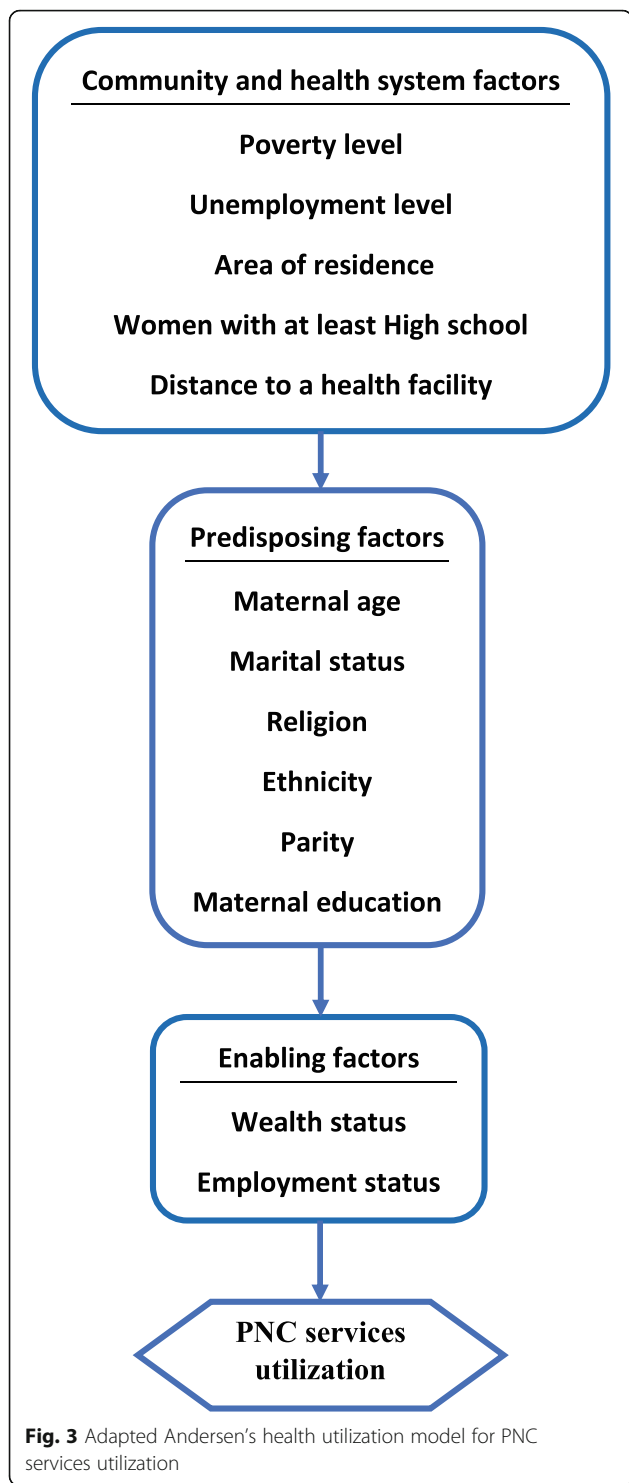 Community and health system factors
Poverty level
Unemployment level
Area of residence
Women with at least High school
Distance to a health facility
Predisposing factors
Maternal age
Marital status
Religion
Ethnicity
Parity
Maternal education
Enabling factors
Wealth status
Employment status
PNC services
utilization
Fig. 3 Adapted Andersen’s health utilization model for PNC
services utilization